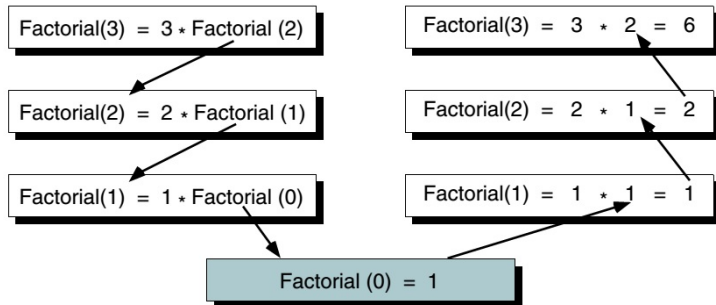 Factorial(3) = 3 * Factorial (2)
Factorial(3) = 3 * 2 = 6
Factorial(2) = 2 * Factorial (1)
Factorial(2) = 2 * 1 = 2
Factorial(1) = 1 * Factorial (0)
Factorial(1) = 1 * 1 = 1
Factorial (0) = 1